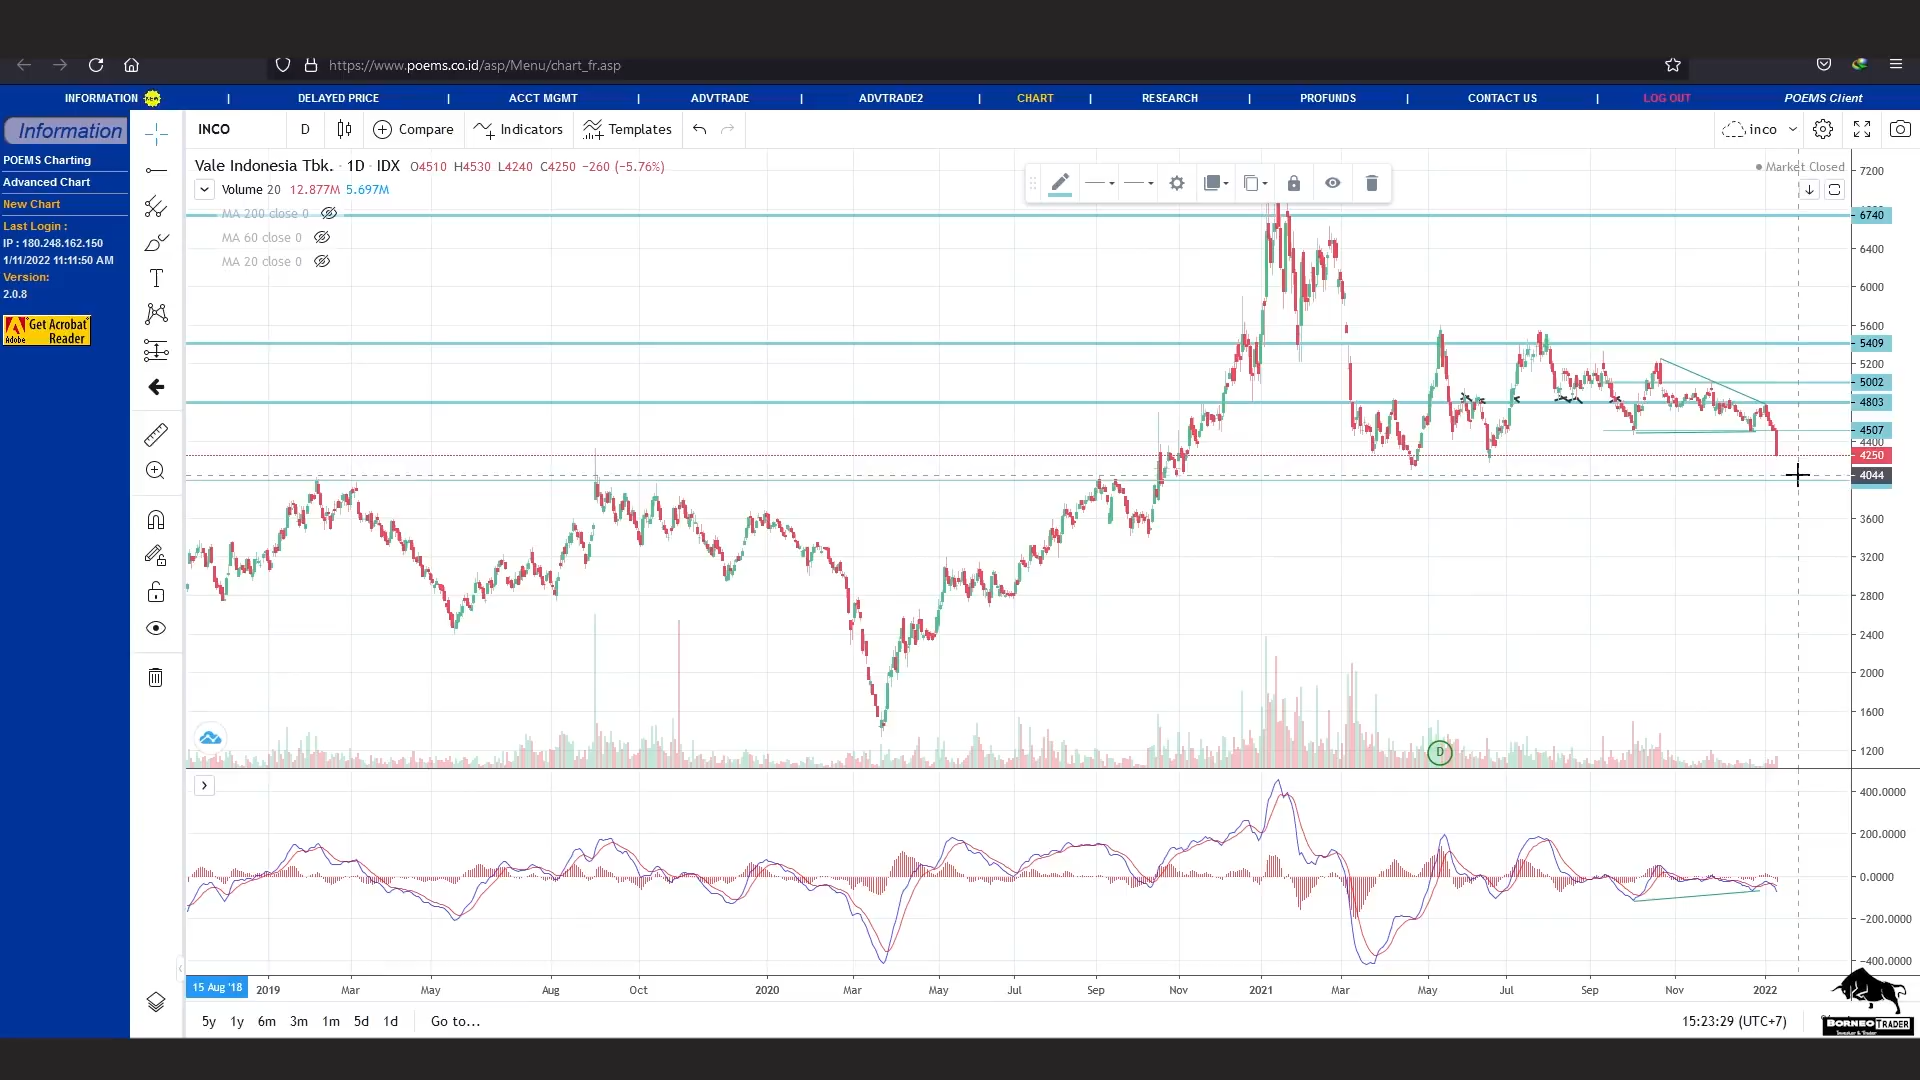 https://www.poems.co.id/asp/Menu/chart_fr.asp
INFORMATION NEW | DELAYED PRICE | ACCT MGMT | ADVTRADE | ADVTRADE2 | CHART | RESEARCH | PROFUNDS | CONTACT US | LOG OUT POEMS Client
Information
POEMS Charting
Advanced Chart
New Chart
Last Login :
IP : 180.248.162.150
1/11/2022 11:11:50 AM
Version:
2.0.8
Get Acrobat
Adobe Reader
INCO D Compare Indicators Templates inco
Vale Indonesia Tbk. · 1D · IDX O4510 H4530 L4240 C4250 −260 (−5.76%)
Market Closed
Volume 20 12.877M 5.697M
MA 200 close 0
MA 60 close 0
MA 20 close 0
7200
6740
6400
6000
5600
5409
5200
5002
4803
4507
4400
4250
4044
3600
3200
2800
2400
2000
1600
1200
D
400.0000
200.0000
0.0000
−200.0000
−400.0000
15 Aug '18 2019 Mar May Aug Oct 2020 Mar May Jul Sep Nov 2021 Mar May Jul Sep Nov 2022
5y 1y 6m 3m 1m 5d 1d Go to...
15:23:29 (UTC+7)
BORNEO TRADER
Investor & Trader